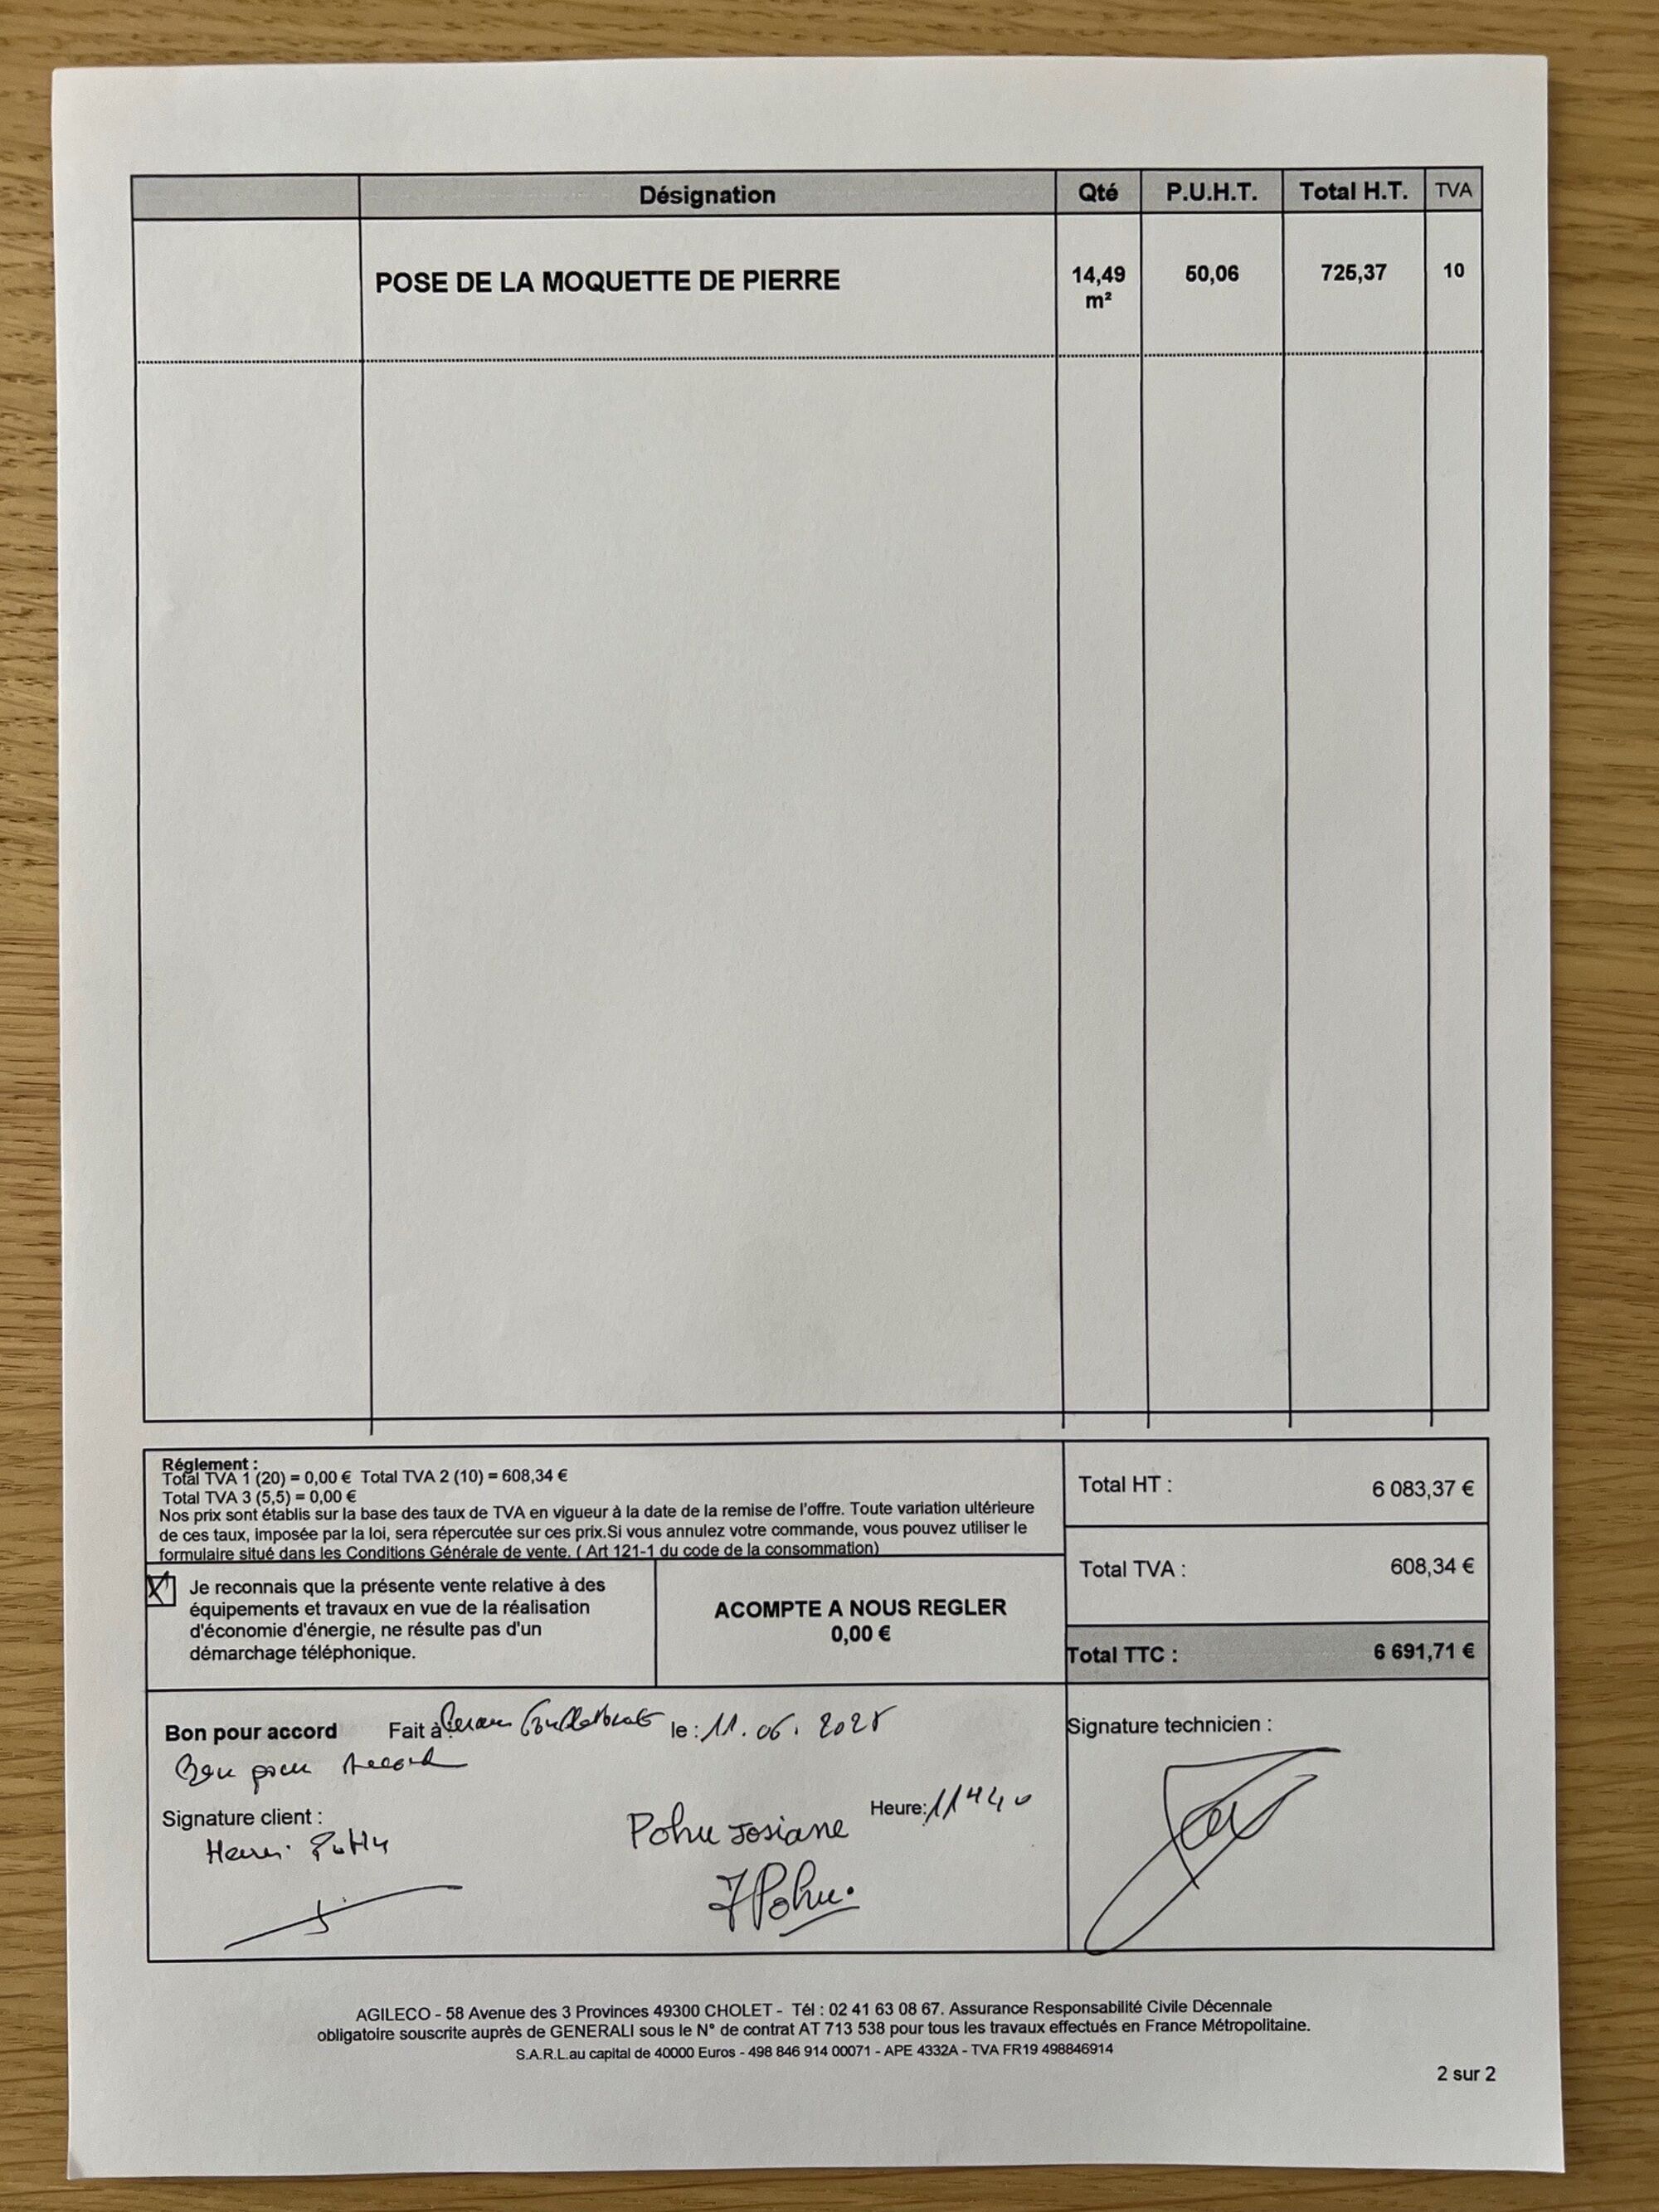 Désignation Qté P.U.H.T. Total H.T. TVA
POSE DE LA MOQUETTE DE PIERRE 14,49 50,06 725,37 10
m²
Réglement :
Total TVA 1 (20) = 0,00 € Total TVA 2 (10) = 608,34 €
Total TVA 3 (5,5) = 0,00 €
Nos prix sont établis sur la base des taux de TVA en vigueur à la date de la remise de l'offre. Toute variation ultérieure
de ces taux, imposée par la loi, sera répercutée sur ces prix.Si vous annulez votre commande, vous pouvez utiliser le
formulaire situé dans les Conditions Générale de vente. ( Art 121-1 du code de la consommation)
Total HT : 6 083,37 €
Total TVA : 608,34 €
Total TTC : 6 691,71 €
X Je reconnais que la présente vente relative à des
équipements et travaux en vue de la réalisation
d'économie d'énergie, ne résulte pas d'un
démarchage téléphonique.
ACOMPTE A NOUS REGLER
0,00 €
Bon pour accord Fait à le : 11.06.2025
Bon pour Accord
Signature client :
Henri
Pohu Josiane
Heure: 11H40
JPohu.
Signature technicien :
AGILECO - 58 Avenue des 3 Provinces 49300 CHOLET - Tél : 02 41 63 08 67. Assurance Responsabilité Civile Décennale
obligatoire souscrite auprès de GENERALI sous le N° de contrat AT 713 538 pour tous les travaux effectués en France Métropolitaine.
S.A.R.L.au capital de 40000 Euros - 498 846 914 00071 - APE 4332A - TVA FR19 498846914
2 sur 2